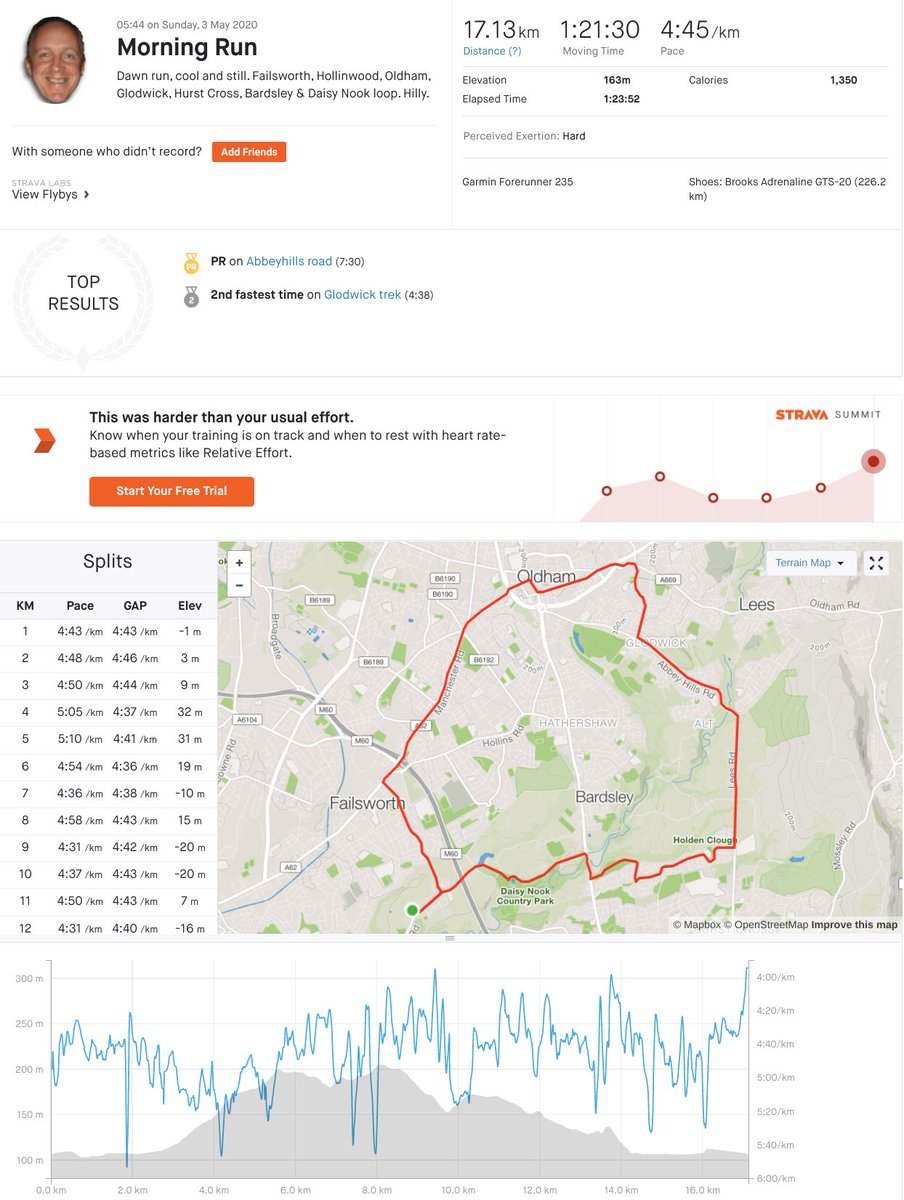 05:44 on Sunday, 3 May 2020
Morning Run
Dawn run, cool and still. Failsworth, Hollinwood, Oldham,
Glodwick, Hurst Cross, Bardsley & Daisy Nook loop. Hilly.
With someone who didn't record? Add Friends
STRAVA LABS
View Flybys
17.13km 1:21:30 4:45/km
Distance (?) Moving Time Pace
Elevation 163m Calories 1,350
Elapsed Time 1:23:52
Perceived Exertion: Hard
Garmin Forerunner 235 Shoes: Brooks Adrenaline GTS-20 (226.2
km)
TOP
RESULTS
PR PR on Abbeyhills road (7:30)
2 2nd fastest time on Glodwick trek (4:38)
This was harder than your usual effort.
Know when your training is on track and when to rest with heart rate-
based metrics like Relative Effort.
Start Your Free Trial
STRAVA SUMMIT
Splits
KM Pace GAP Elev
1 4:43 /km 4:43 /km -1 m
2 4:48 /km 4:46 /km 3 m
3 4:50 /km 4:44 /km 9 m
4 5:05 /km 4:37 /km 32 m
5 5:10 /km 4:41 /km 31 m
6 4:54 /km 4:36 /km 19 m
7 4:36 /km 4:38 /km -10 m
8 4:58 /km 4:43 /km 15 m
9 4:31 /km 4:42 /km -20 m
10 4:37 /km 4:43 /km -20 m
11 4:50 /km 4:43 /km 7 m
12 4:31 /km 4:40 /km -16 m
+
−
Terrain Map
B6190
Oldham
200m
200m
A669
B6190
B6189
Lees
Oldham Rd
Broadgate
200m
GLODWICK
200m
B6189
B6192
Manchester Rd
200m
Abbey Hills Rd
M60
A6104
A62
HATHERSHAW
ALT
M60
Hollins Rd
Lees Rd
Failsworth
Bardsley
200m
Mossley Rd
Holden Clough
M60
A62
Daisy Nook
Country Park
Rd
© Mapbox © OpenStreetMap Improve this map
300 m
250 m
200 m
150 m
100 m
4:00/km
4:20/km
4:40/km
5:00/km
5:20/km
5:40/km
6:00/km
0.0 km 2.0 km 4.0 km 6.0 km 8.0 km 10.0 km 12.0 km 14.0 km 16.0 km